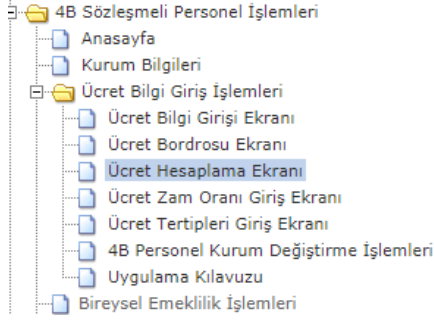 4B Sözleşmeli Personel İşlemleri
Anasayfa
Kurum Bilgileri
Ücret Bilgi Giriş İşlemleri
Ücret Bilgi Girişi Ekranı
Ücret Bordrosu Ekranı
Ücret Hesaplama Ekranı
Ücret Zam Oranı Giriş Ekranı
Ücret Tertipleri Giriş Ekranı
4B Personel Kurum Değiştirme İşlemleri
Uygulama Kılavuzu
Bireysel Emeklilik İşlemleri